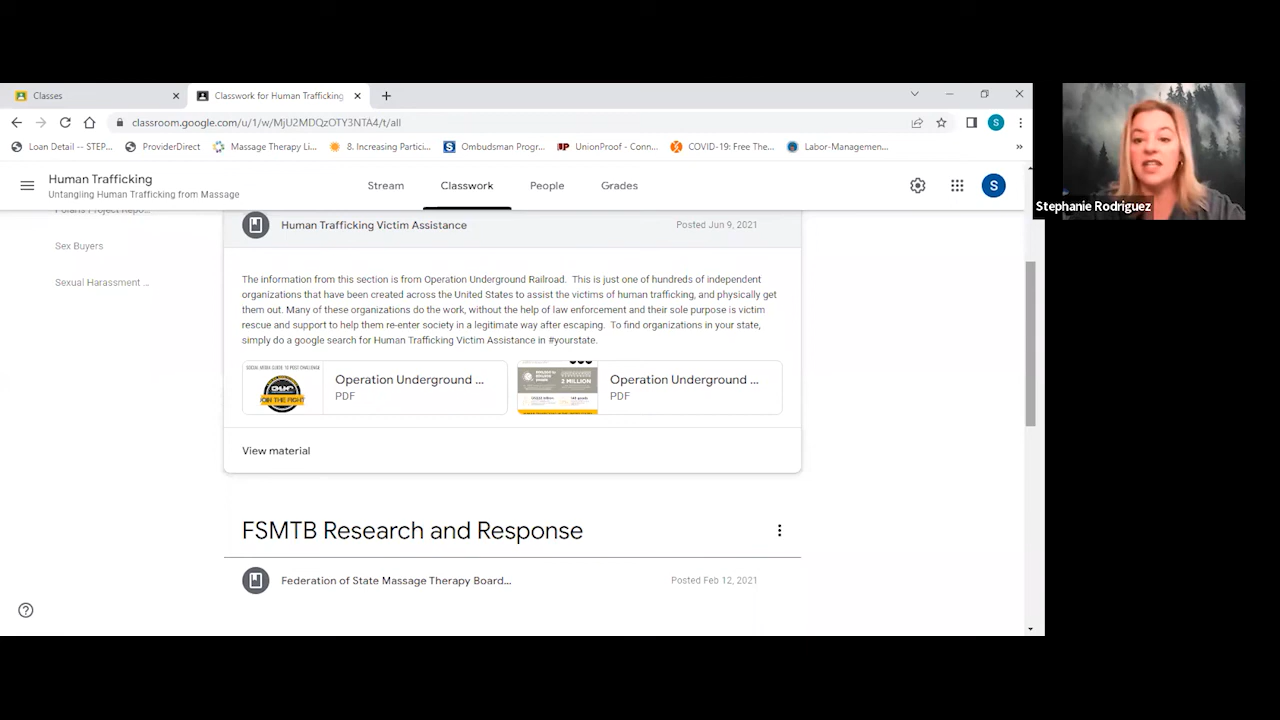 Classes
Classwork for Human Trafficking
classroom.google.com/u/1/w/MjU2MDQzOTY3NTA4/t/all
Loan Detail -- STEP...
ProviderDirect
Massage Therapy Li...
8. Increasing Partici...
Ombudsman Progr...
UnionProof - Conn...
COVID-19: Free The...
Labor-Managemen...
»
Human Trafficking
Untangling Human Trafficking from Massage
Stream
Classwork
People
Grades
S
S
Stephanie Rodriguez
Polaris Project Repo...
Sex Buyers
Sexual Harassment ...
Human Trafficking Victim Assistance
Posted Jun 9, 2021
The information from this section is from Operation Underground Railroad. This is just one of hundreds of independent
organizations that have been created across the United States to assist the victims of human trafficking, and physically get
them out. Many of these organizations do the work, without the help of law enforcement and their sole purpose is victim
rescue and support to help them re-enter society in a legitimate way after escaping. To find organizations in your state,
simply do a google search for Human Trafficking Victim Assistance in #yourstate.
SOCIAL MEDIA GUIDE TO POST CHALLENGE
JOIN THE FIGHT
Operation Underground ...
PDF
2 MILLION
Operation Underground ...
PDF
View material
FSMTB Research and Response
Federation of State Massage Therapy Board...
Posted Feb 12, 2021